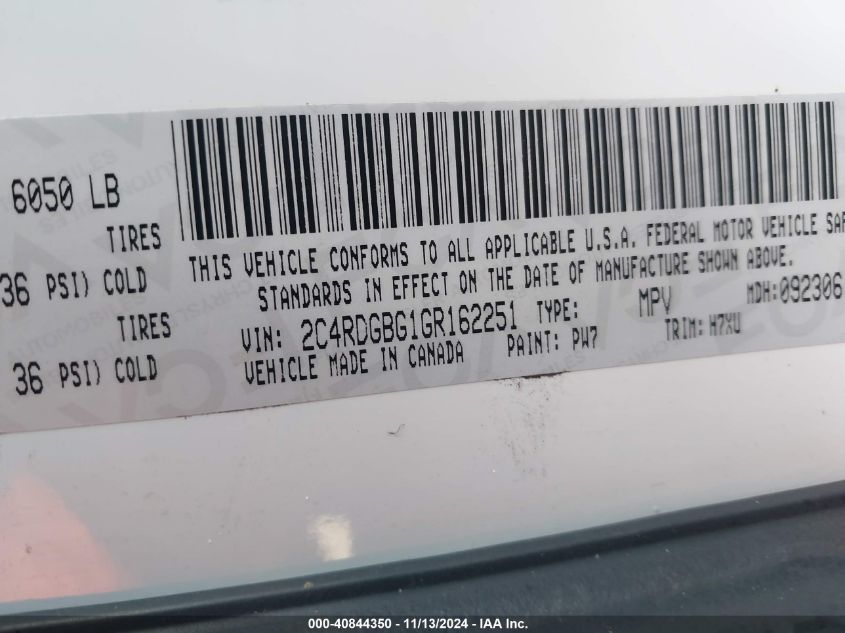 6050 LB
TIRES
36 PSI) COLD
TIRES
36 PSI) COLD
THIS VEHICLE CONFORMS TO ALL APPLICABLE U.S.A. FEDERAL MOTOR VEHICLE SAF
STANDARDS IN EFFECT ON THE DATE OF MANUFACTURE SHOWN ABOVE.
VIN: 2C4RDGBG1GR162251 TYPE: MPV MDH:092306
VEHICLE MADE IN CANADA PAINT: PW7 TRIM: H7XU
000-40844350 - 11/13/2024 - IAA Inc.